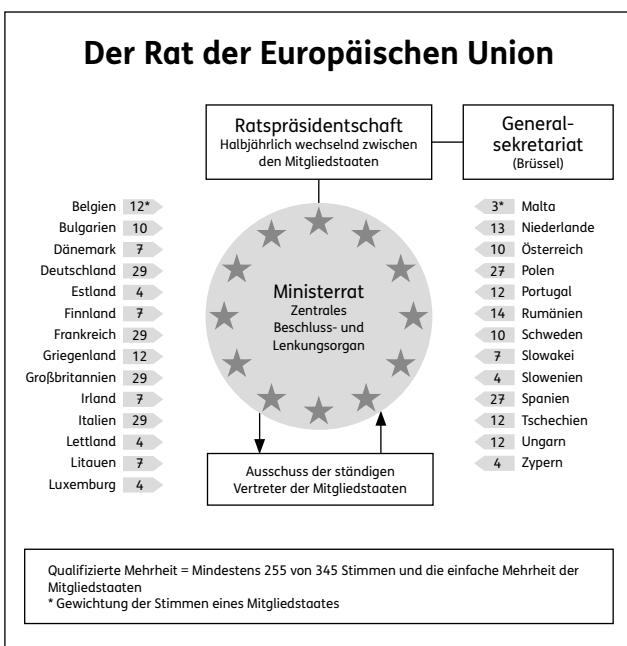 Der Rat der Europäischen Union
Ratspräsidentschaft
Halbjährlich wechselnd zwischen
den Mitgliedstaaten
General-
sekretariat
(Brüssel)
Belgien 12*
Bulgarien 10
Dänemark 7
Deutschland 29
Estland 4
Finnland 7
Frankreich 29
Griegenland 12
Großbritannien 29
Irland 7
Italien 29
Lettland 4
Litauen 7
Luxemburg 4
Ministerrat
Zentrales
Beschluss- und
Lenkungsorgan
3* Malta
13 Niederlande
10 Österreich
27 Polen
12 Portugal
14 Rumänien
10 Schweden
7 Slowakei
4 Slowenien
27 Spanien
12 Tschechien
12 Ungarn
4 Zypern
Ausschuss der ständigen
Vertreter der Mitgliedstaaten
Qualifizierte Mehrheit = Mindestens 255 von 345 Stimmen und die einfache Mehrheit der
Mitgliedstaaten
* Gewichtung der Stimmen eines Mitgliedstaates